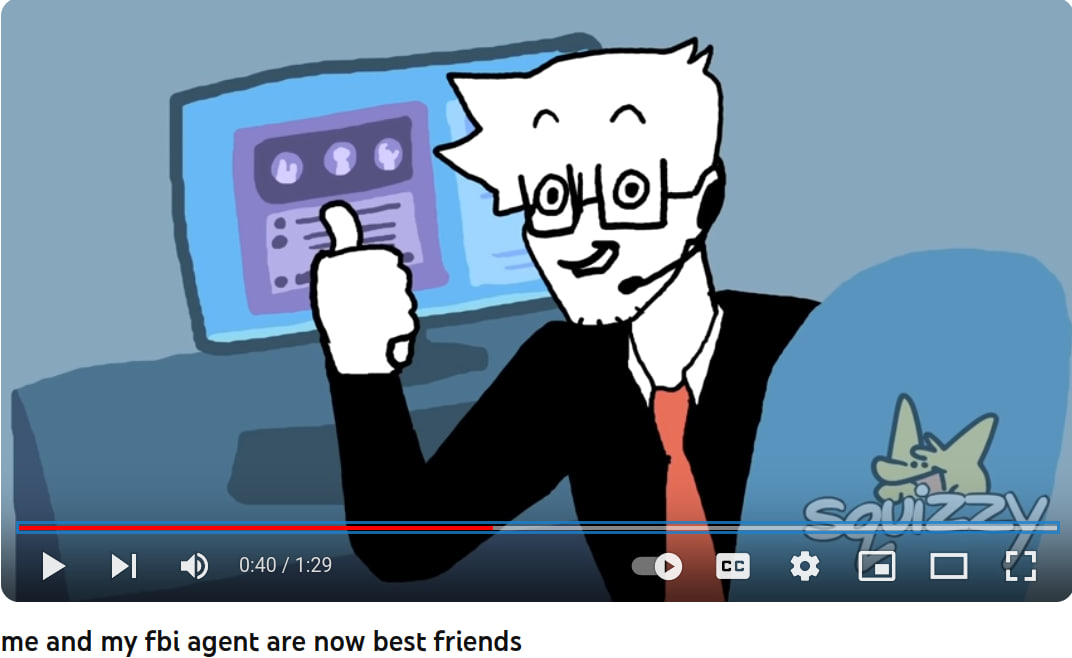 squizzy
0:40 / 1:29
CC
me and my fbi agent are now best friends